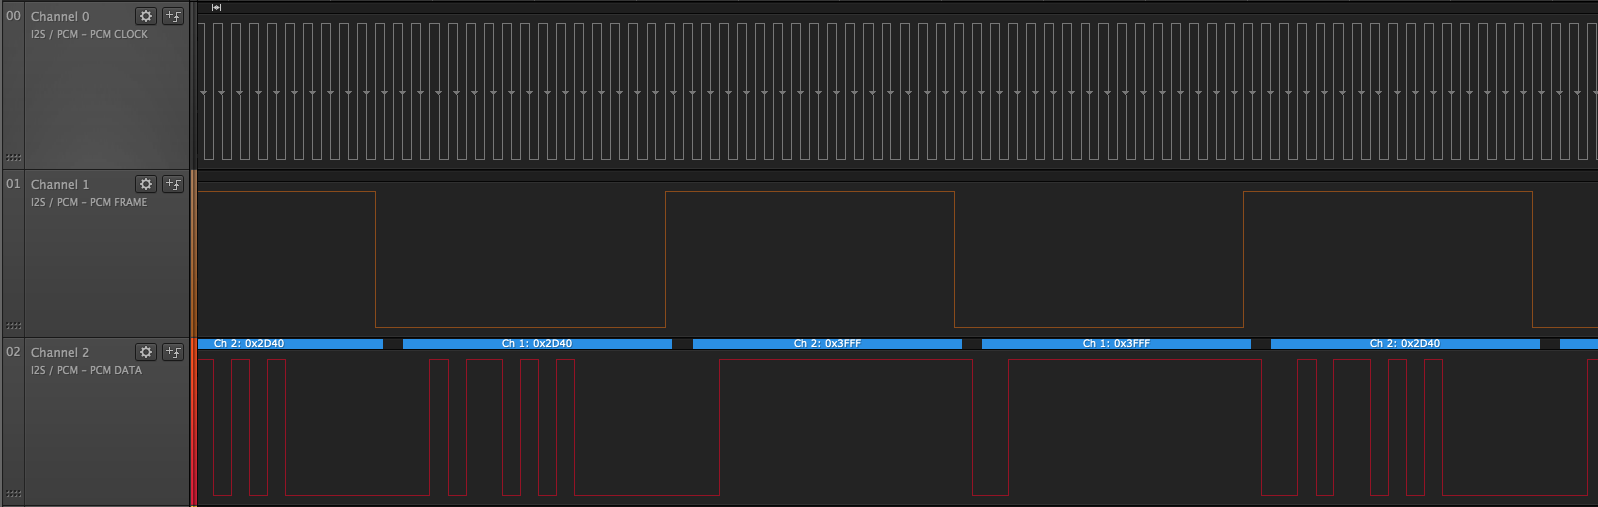 00 Channel 0
I2S / PCM - PCM CLOCK
01 Channel 1
I2S / PCM - PCM FRAME
02 Channel 2
I2S / PCM - PCM DATA
Ch 2: 0x2D40 Ch 1: 0x2D40 Ch 2: 0x3FFF Ch 1: 0x3FFF Ch 2: 0x2D40